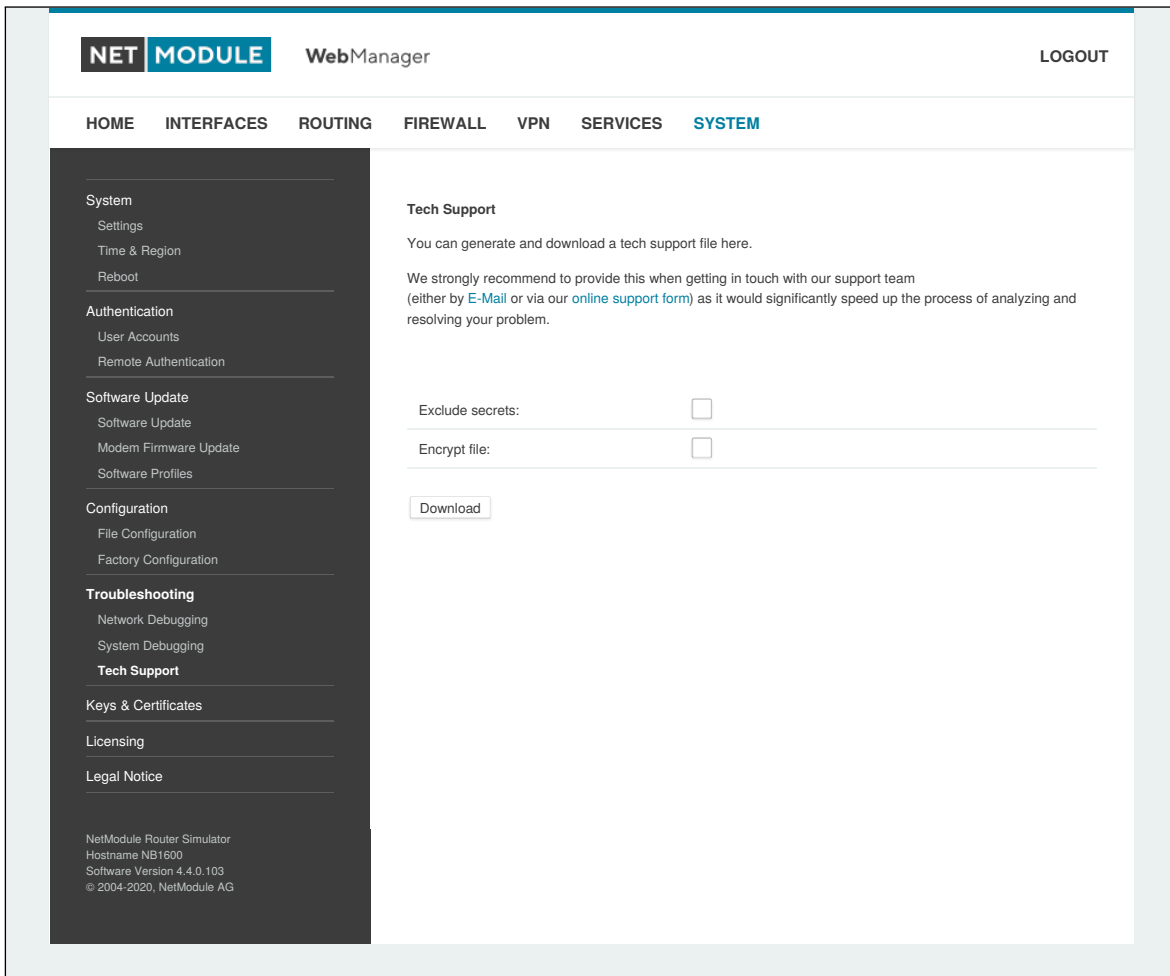 NET MODULE WebManager LOGOUT
HOME INTERFACES ROUTING FIREWALL VPN SERVICES SYSTEM
System
Settings
Time & Region
Reboot
Authentication
User Accounts
Remote Authentication
Software Update
Software Update
Modem Firmware Update
Software Profiles
Configuration
File Configuration
Factory Configuration
Troubleshooting
Network Debugging
System Debugging
Tech Support
Keys & Certificates
Licensing
Legal Notice
NetModule Router Simulator
Hostname NB1600
Software Version 4.4.0.103
© 2004-2020, NetModule AG
Tech Support
You can generate and download a tech support file here.
We strongly recommend to provide this when getting in touch with our support team
(either by E-Mail or via our online support form) as it would significantly speed up the process of analyzing and
resolving your problem.
Exclude secrets:
Encrypt file:
Download